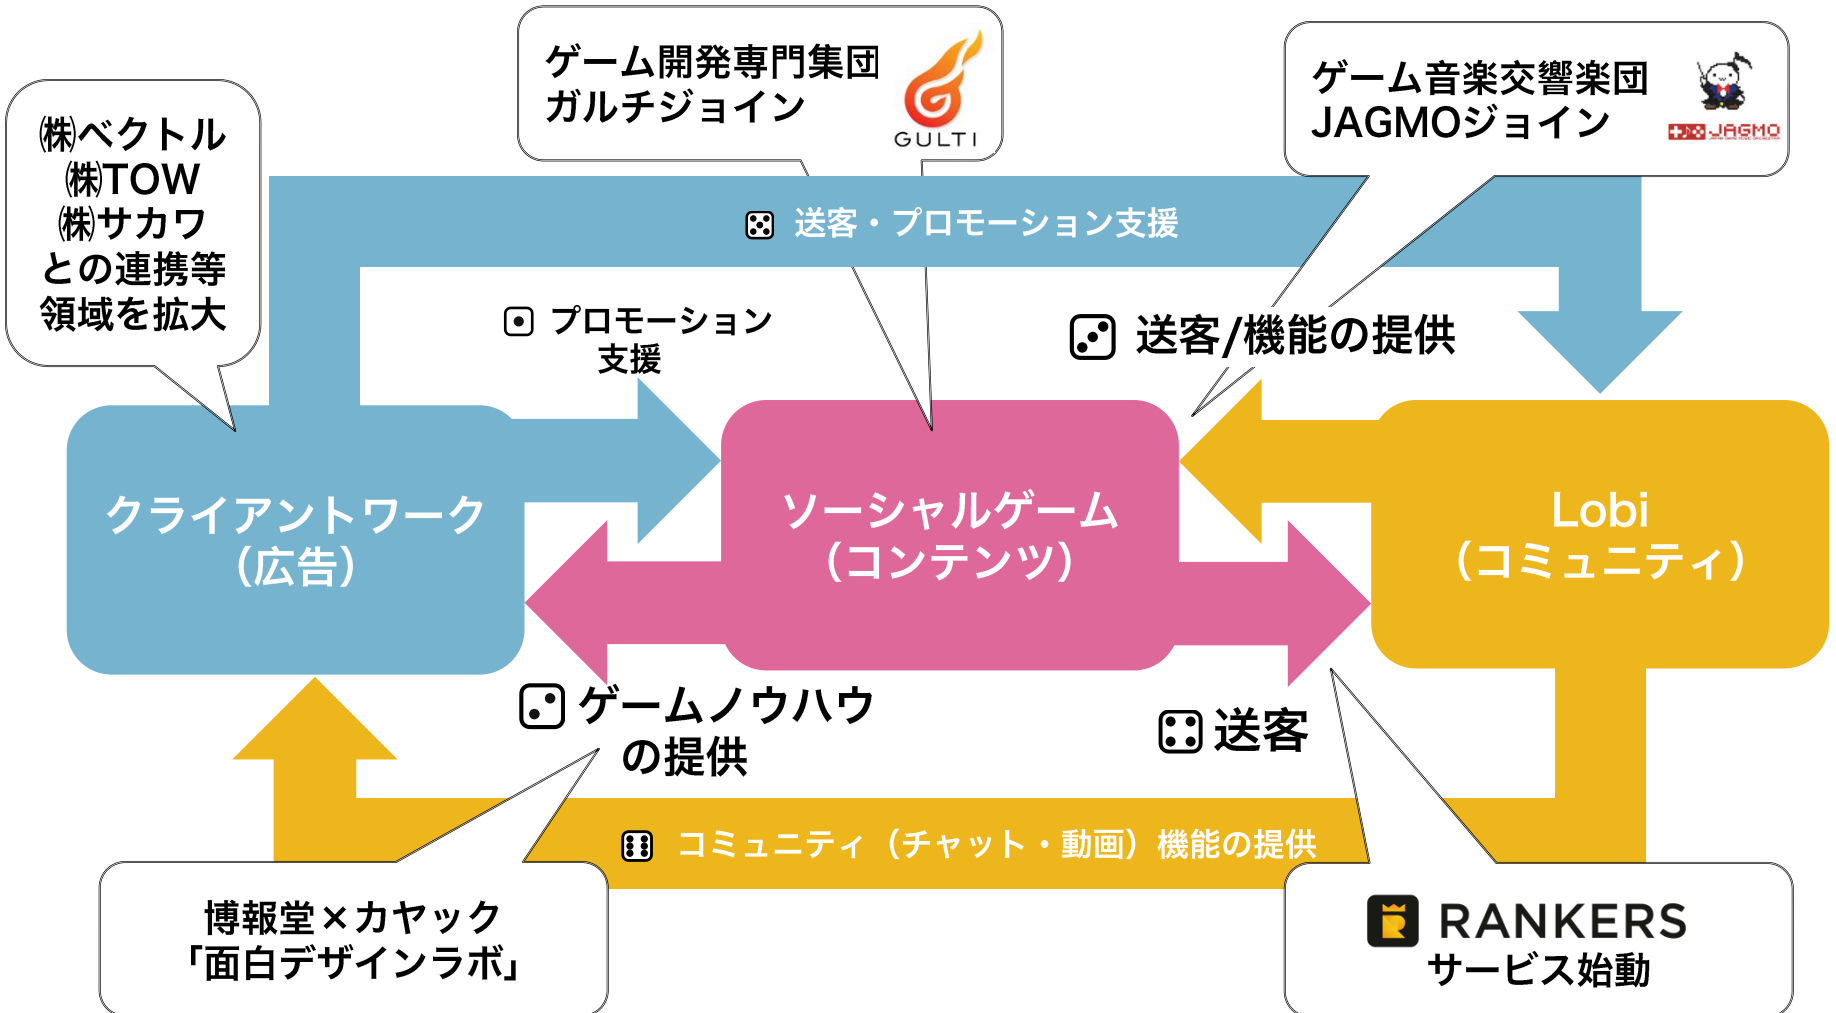 ゲーム開発専門集団
ガルチジョイン
GULTI
ゲーム音楽交響楽団
JAGMOジョイン
JAGMO
㈱ベクトル
㈱TOW
㈱サカワ
との連携等
領域を拡大
送客・プロモーション支援
プロモーション
支援
送客/機能の提供
クライアントワーク
（広告）
ソーシャルゲーム
（コンテンツ）
Lobi
（コミュニティ）
ゲームノウハウ
の提供
送客
コミュニティ（チャット・動画）機能の提供
博報堂×カヤック
「面白デザインラボ」
RANKERS
サービス始動